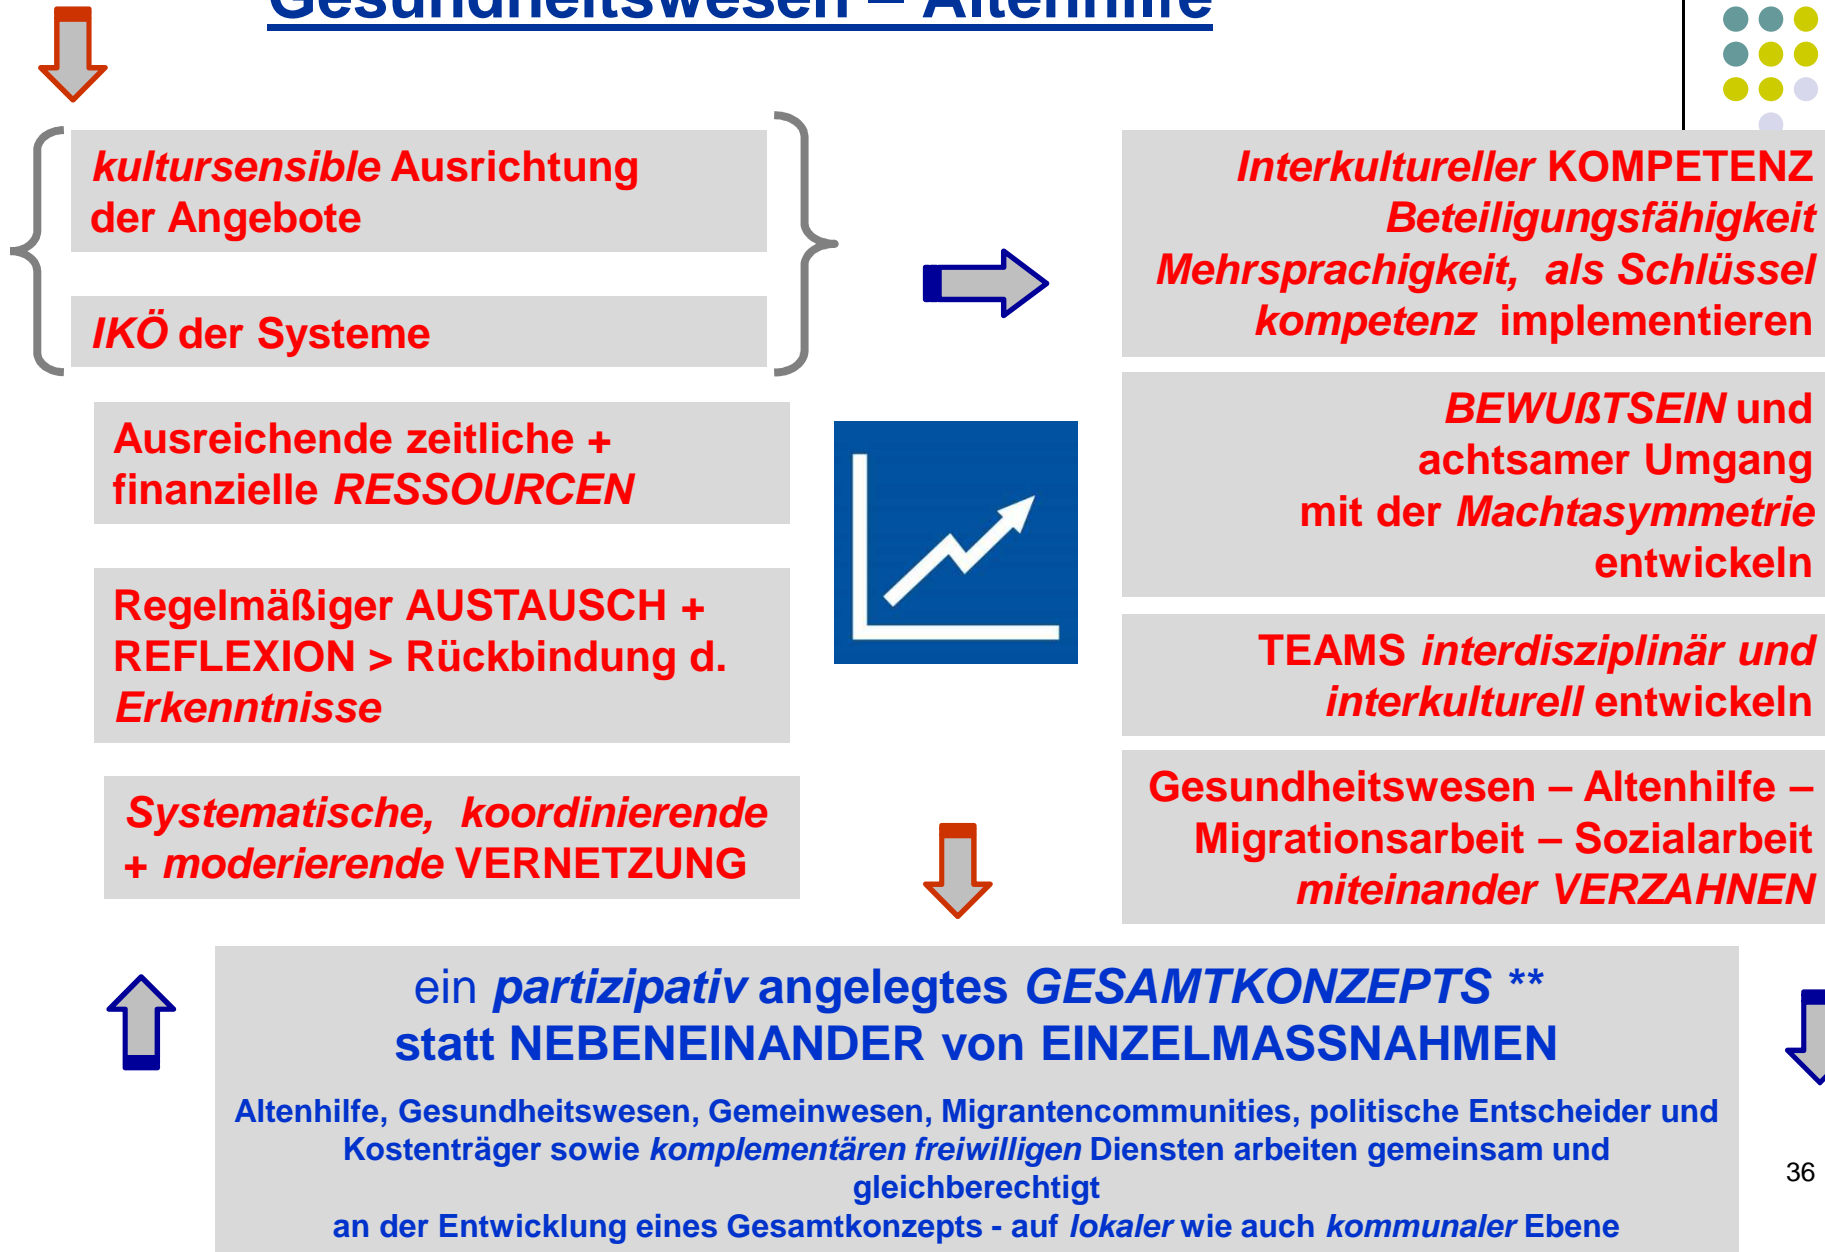 Gesundheitswesen – Altenhilfe
kultursensible Ausrichtung
der Angebote
IKÖ der Systeme
Ausreichende zeitliche +
finanzielle RESSOURCEN
Regelmäßiger AUSTAUSCH +
REFLEXION > Rückbindung d.
Erkenntnisse
Systematische, koordinierende
+ moderierende VERNETZUNG
Interkultureller KOMPETENZ
Beteiligungsfähigkeit
Mehrsprachigkeit, als Schlüssel
kompetenz implementieren
BEWUßTSEIN und
achtsamer Umgang
mit der Machtasymmetrie
entwickeln
TEAMS interdisziplinär und
interkulturell entwickeln
Gesundheitswesen – Altenhilfe –
Migrationsarbeit – Sozialarbeit
miteinander VERZAHNEN
ein partizipativ angelegtes GESAMTKONZEPTS **
statt NEBENEINANDER von EINZELMASSNAHMEN
Altenhilfe, Gesundheitswesen, Gemeinwesen, Migrantencommunities, politische Entscheider und
Kostenträger sowie komplementären freiwilligen Diensten arbeiten gemeinsam und
gleichberechtigt
an der Entwicklung eines Gesamtkonzepts - auf lokaler wie auch kommunaler Ebene
36